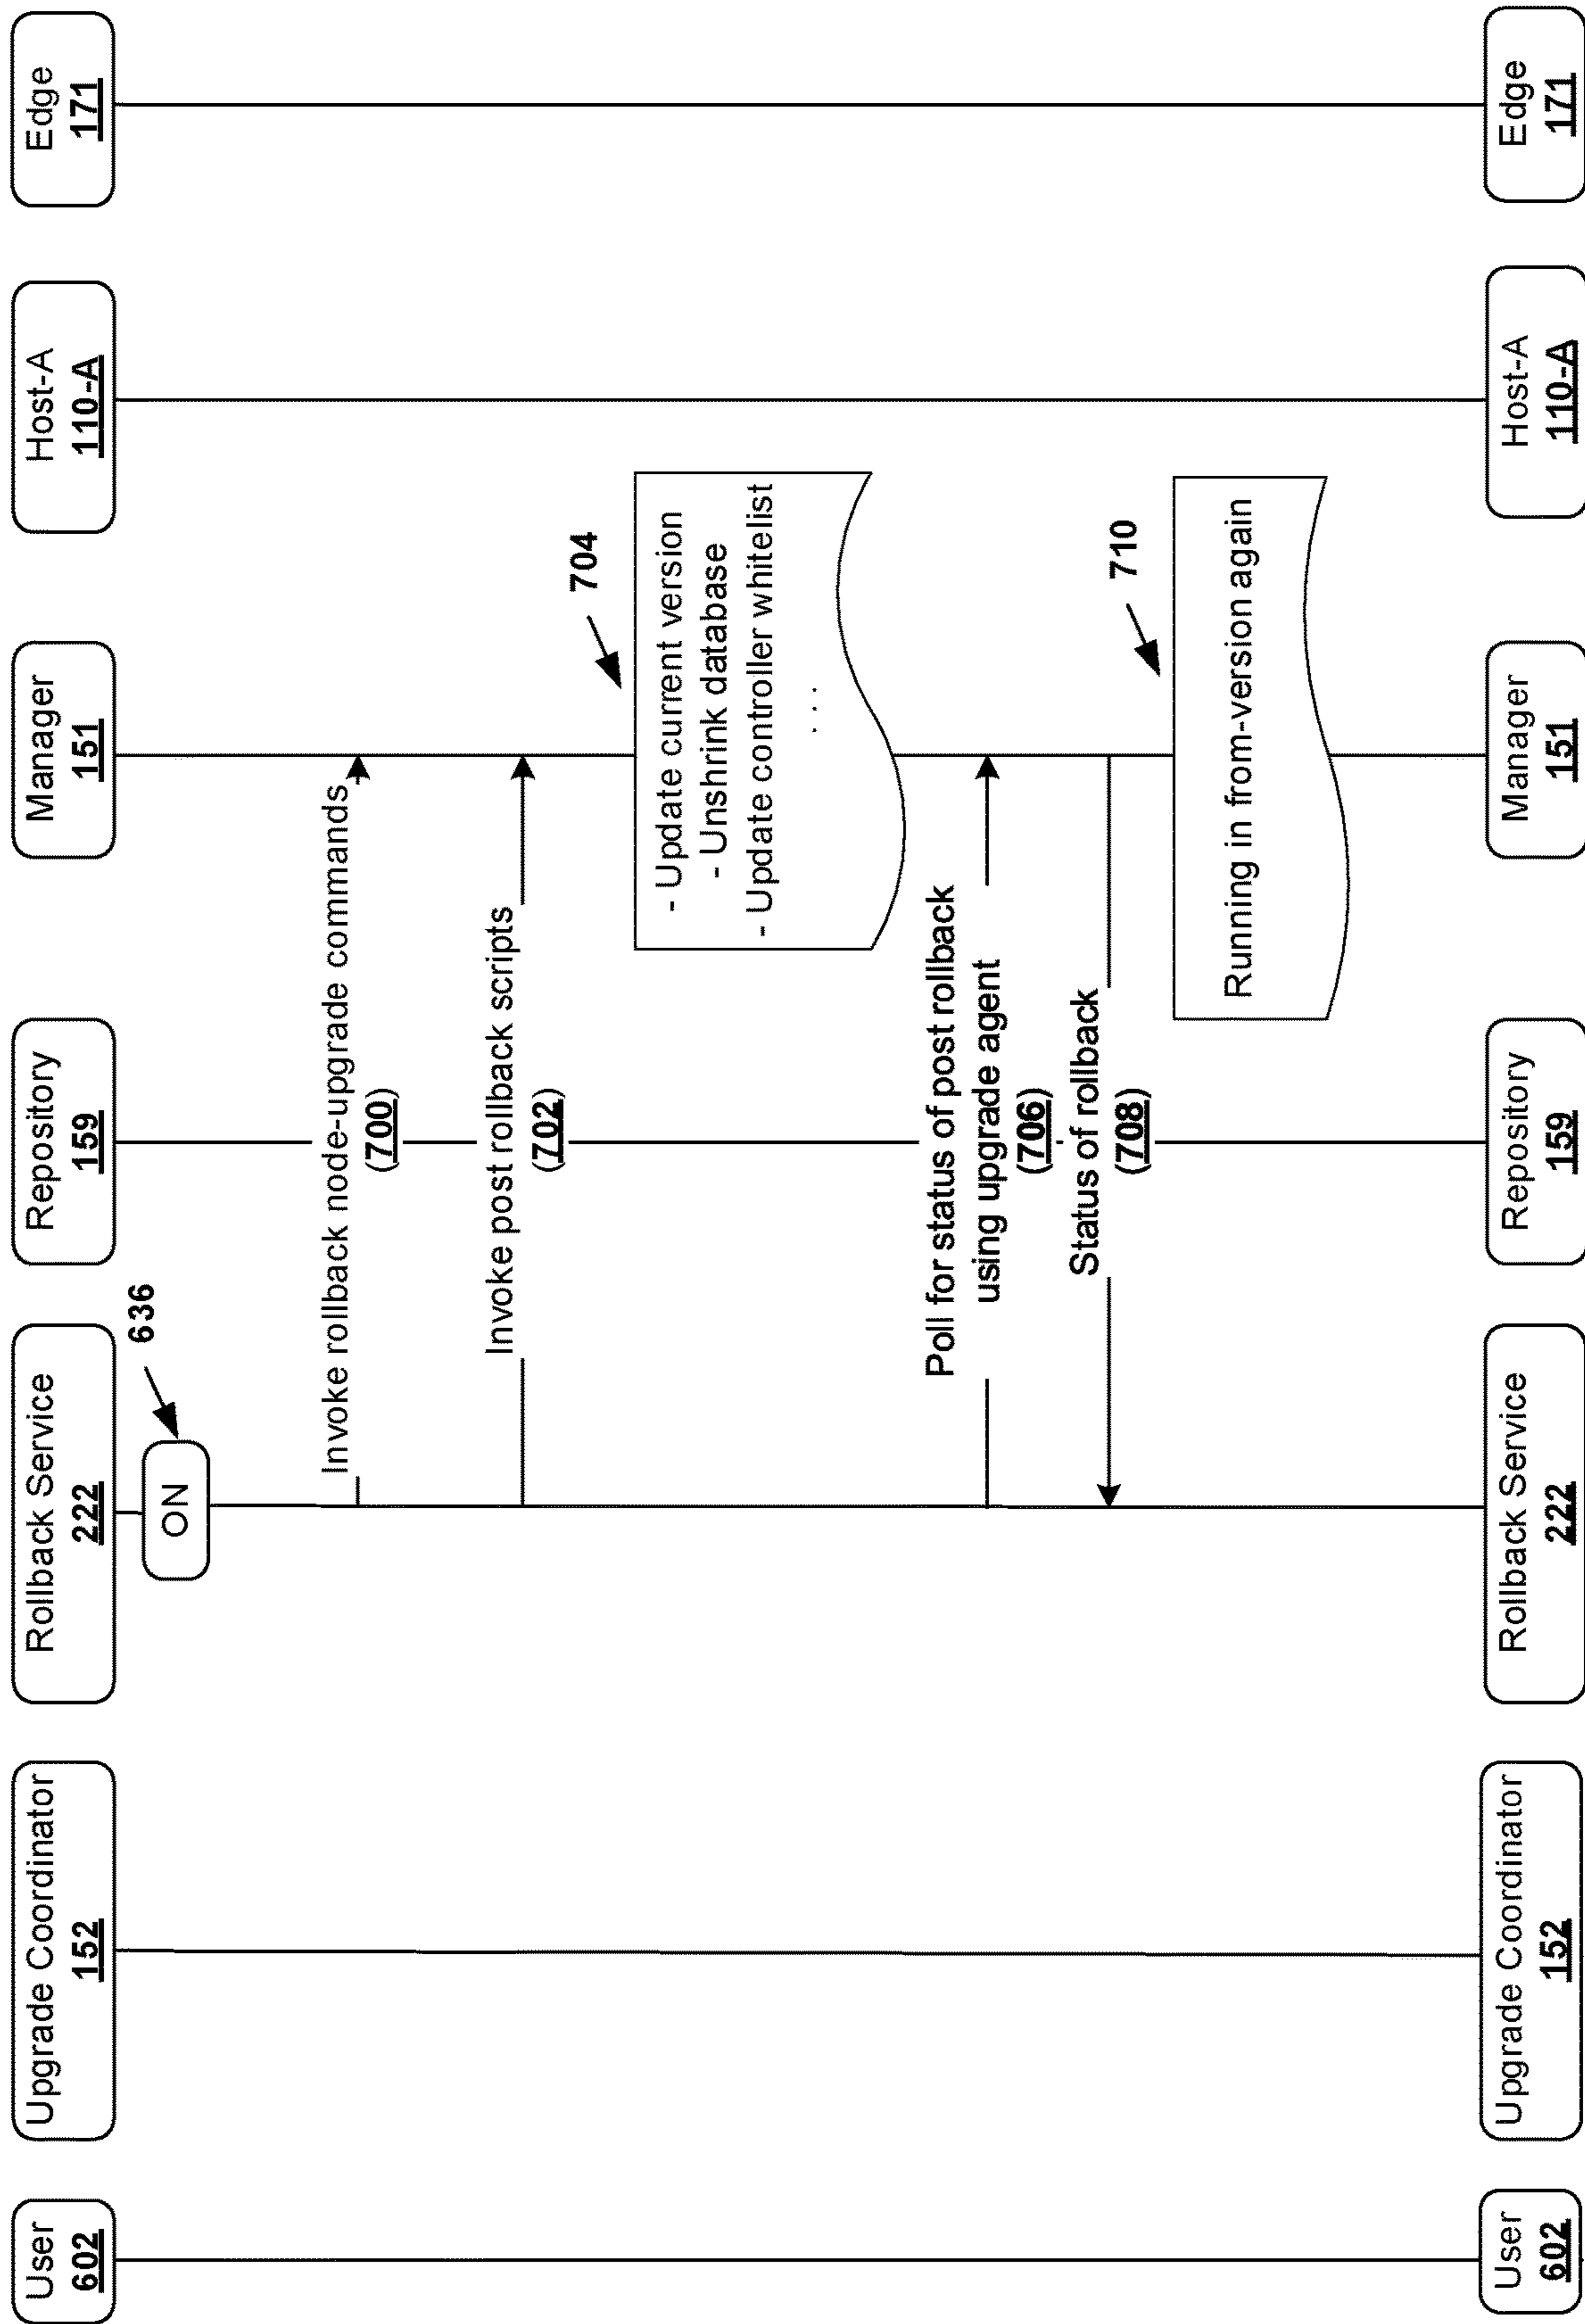 User
602
Upgrade Coordinator
152
Rollback Service
222
Repository
159
Manager
151
Host-A
110-A
Edge
171
ON
636
Invoke rollback node-upgrade commands
(700)
Invoke post rollback scripts
(702)
704
- Update current version
- Unshrink database
- Update controller whitelist
. . .
Poll for status of post rollback
using upgrade agent
(706)
Status of rollback
(708)
710
Running in from-version again
User
602
Upgrade Coordinator
152
Rollback Service
222
Repository
159
Manager
151
Host-A
110-A
Edge
171